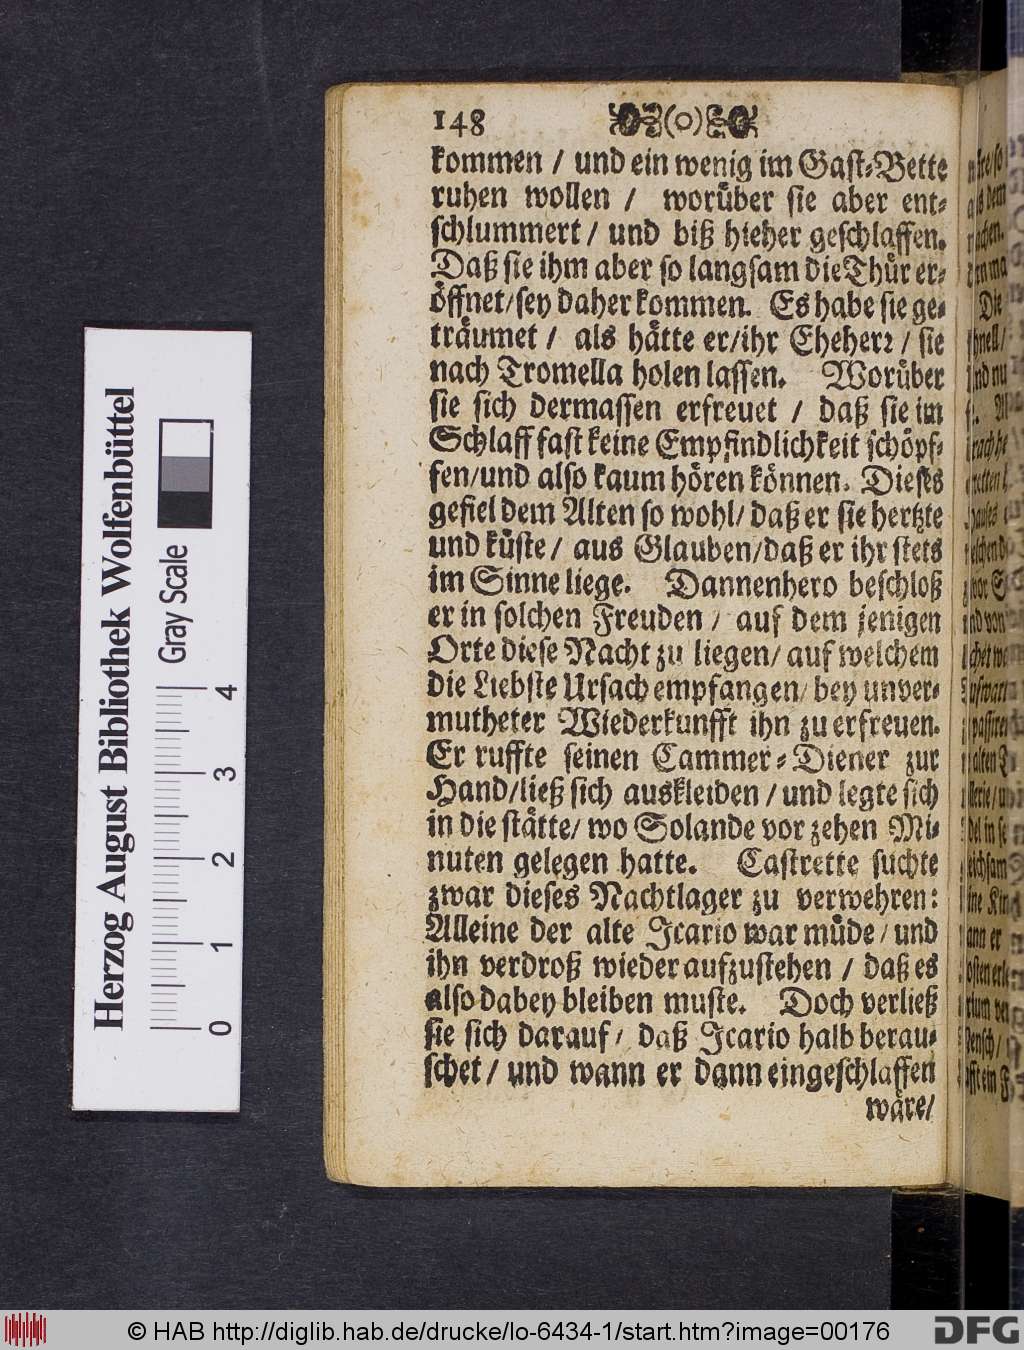 148 (o)
kommen / und ein wenig im Gast-Bette
ruhen wollen / worüber sie aber ent-
schlummert / und biß hieher geschlaffen.
Daß sie ihm aber so langsam die Thür er-
öffnet / sey daher kommen. Es habe sie ge-
träumet / als hätte er / ihr Eheherr / sie
nach Tromella holen lassen. Worüber
sie sich dermassen erfreuet / daß sie im
Schlaff fast keine Empfindlichkeit schöpf-
fen / und also kaum hören können. Dieses
gefiel dem Alten so wohl / daß er sie hertzte
und küste / aus Glauben / daß er ihr stets
im Sinne liege. Dannenhero beschloß
er in solchen Freuden / auf dem jenigen
Orte diese Nacht zu liegen / auf welchem
die Liebste Ursach empfangen / bey unver-
mutheter Wiederkunfft ihn zu erfreuen.
Er ruffte seinen Cammer-Diener zur
Hand / ließ sich auskleiden / und legte sich
in die stätte / wo Solande vor zehen Mi-
nuten gelegen hatte. Castrette suchte
zwar dieses Nachtlager zu verwehren:
Alleine der alte Icario war müde / und
ihn verdroß wieder aufzustehen / daß es
also dabey bleiben muste. Doch verließ
sie sich darauf / daß Icario halb berau-
schet / und wann er dann eingeschlaffen
wäre /
Herzog August Bibliothek Wolfenbüttel
Gray Scale
0 1 2 3 4
© HAB http://diglib.hab.de/drucke/lo-6434-1/start.htm?image=00176
DFG